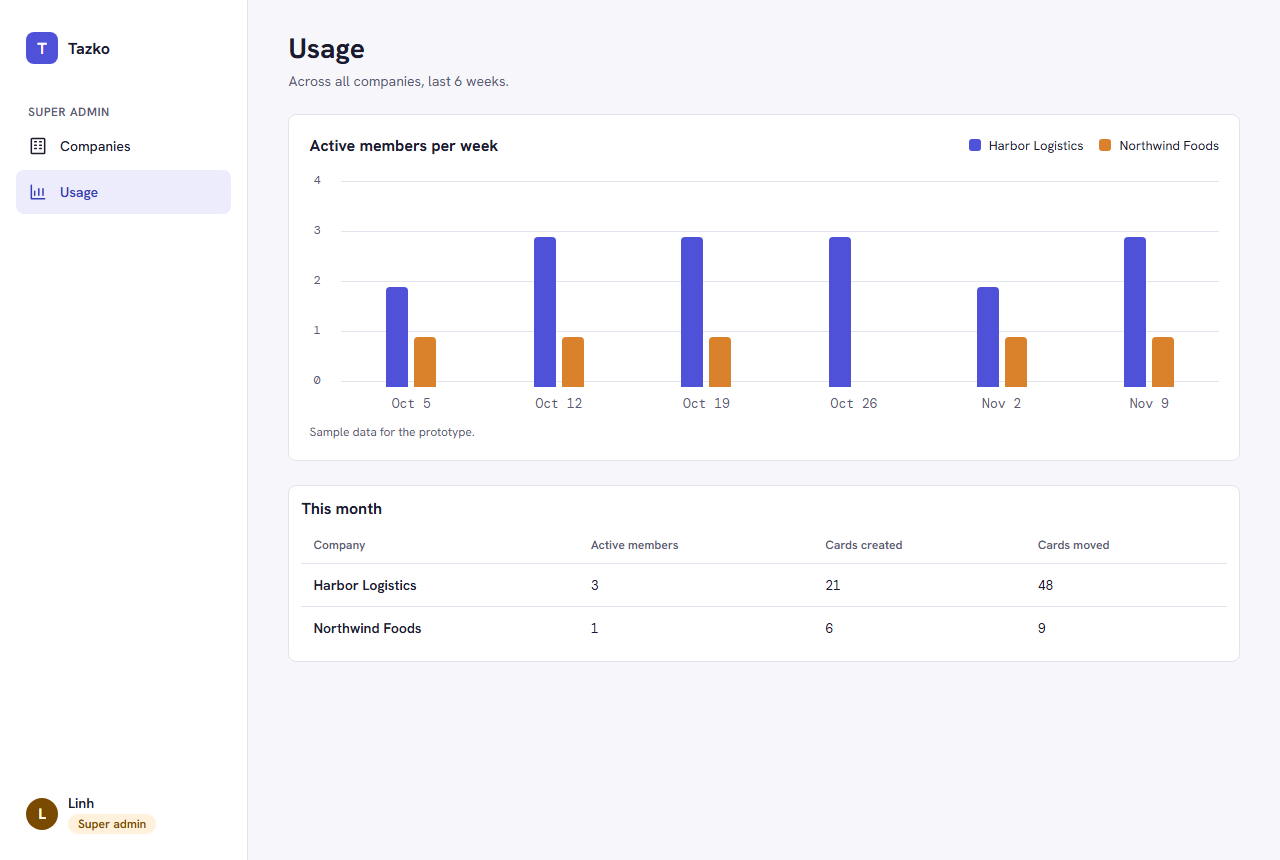 T Tazko
SUPER ADMIN
Companies
Usage
L
Linh
Super admin
Usage
Across all companies, last 6 weeks.
Active members per week
Harbor Logistics Northwind Foods
4
3
2
1
0
Oct 5 Oct 12 Oct 19 Oct 26 Nov 2 Nov 9
Sample data for the prototype.
This month
Company Active members Cards created Cards moved
Harbor Logistics 3 21 48
Northwind Foods 1 6 9